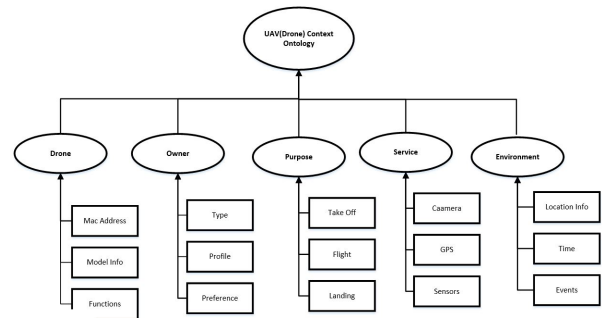 UAV(Drone) Context
Ontology
Drone
Owner
Purpose
Service
Environment
Mac Address
Type
Take Off
Caamera
Location Info
Model Info
Profile
Flight
GPS
Time
Functions
Preference
Landing
Sensors
Events